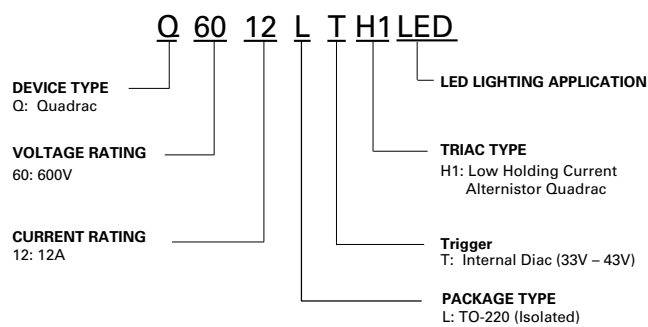 Q 60 12 L T H1 LED
DEVICE TYPE
Q: Quadrac
VOLTAGE RATING
60: 600V
CURRENT RATING
12: 12A
LED LIGHTING APPLICATION
TRIAC TYPE
H1: Low Holding Current
Alternistor Quadrac
Trigger
T: Internal Diac (33V – 43V)
PACKAGE TYPE
L: TO-220 (Isolated)